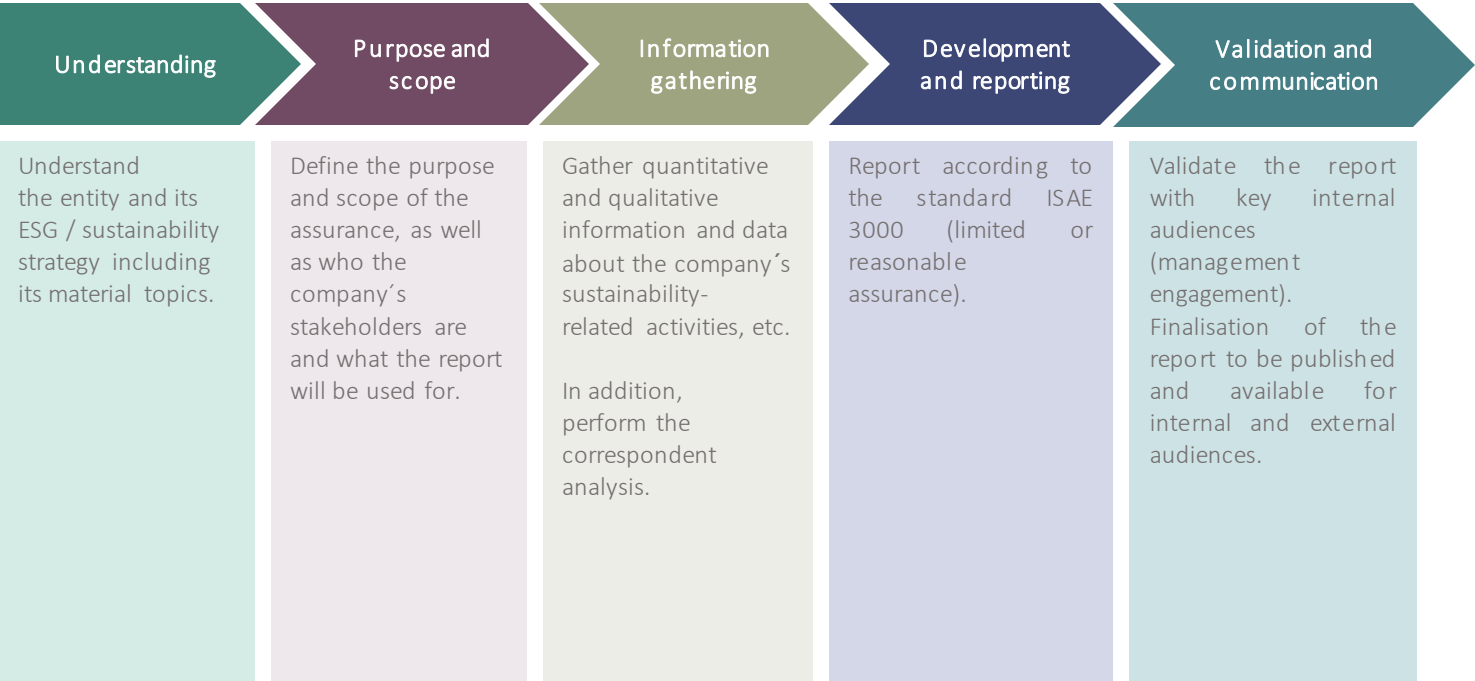 Understanding
Purpose and
scope
Information
gathering
Development
and reporting
Validation and
communication
Understand
the entity and its
ESG / sustainability
strategy including
its material topics.
Define the purpose
and scope of the
assurance, as well
as who the
company´s
stakeholders are
and what the report
will be used for.
Gather quantitative
and qualitative
information and data
about the company´s
sustainability-
related activities, etc.
In addition,
perform the
correspondent
analysis.
Report according to
the standard ISAE
3000 (limited or
reasonable
assurance).
Validate the report
with key internal
audiences
(management
engagement).
Finalisation of the
report to be published
and available for
internal and external
audiences.